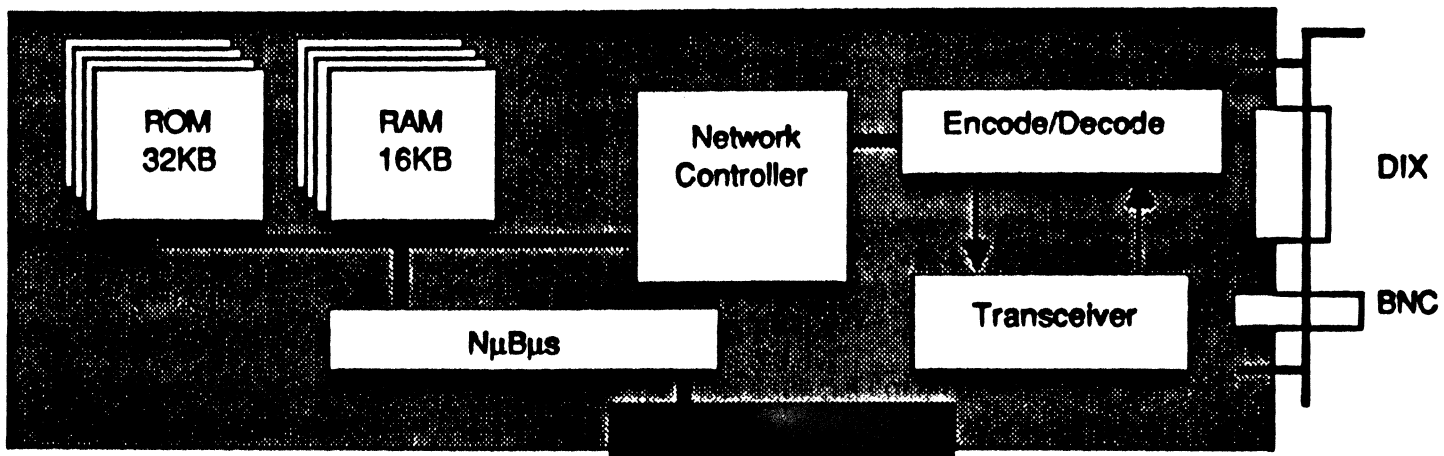 ROM
32KB
RAM
16KB
Network
Controller
Encode/Decode
DIX
Transceiver
BNC
NμBμs